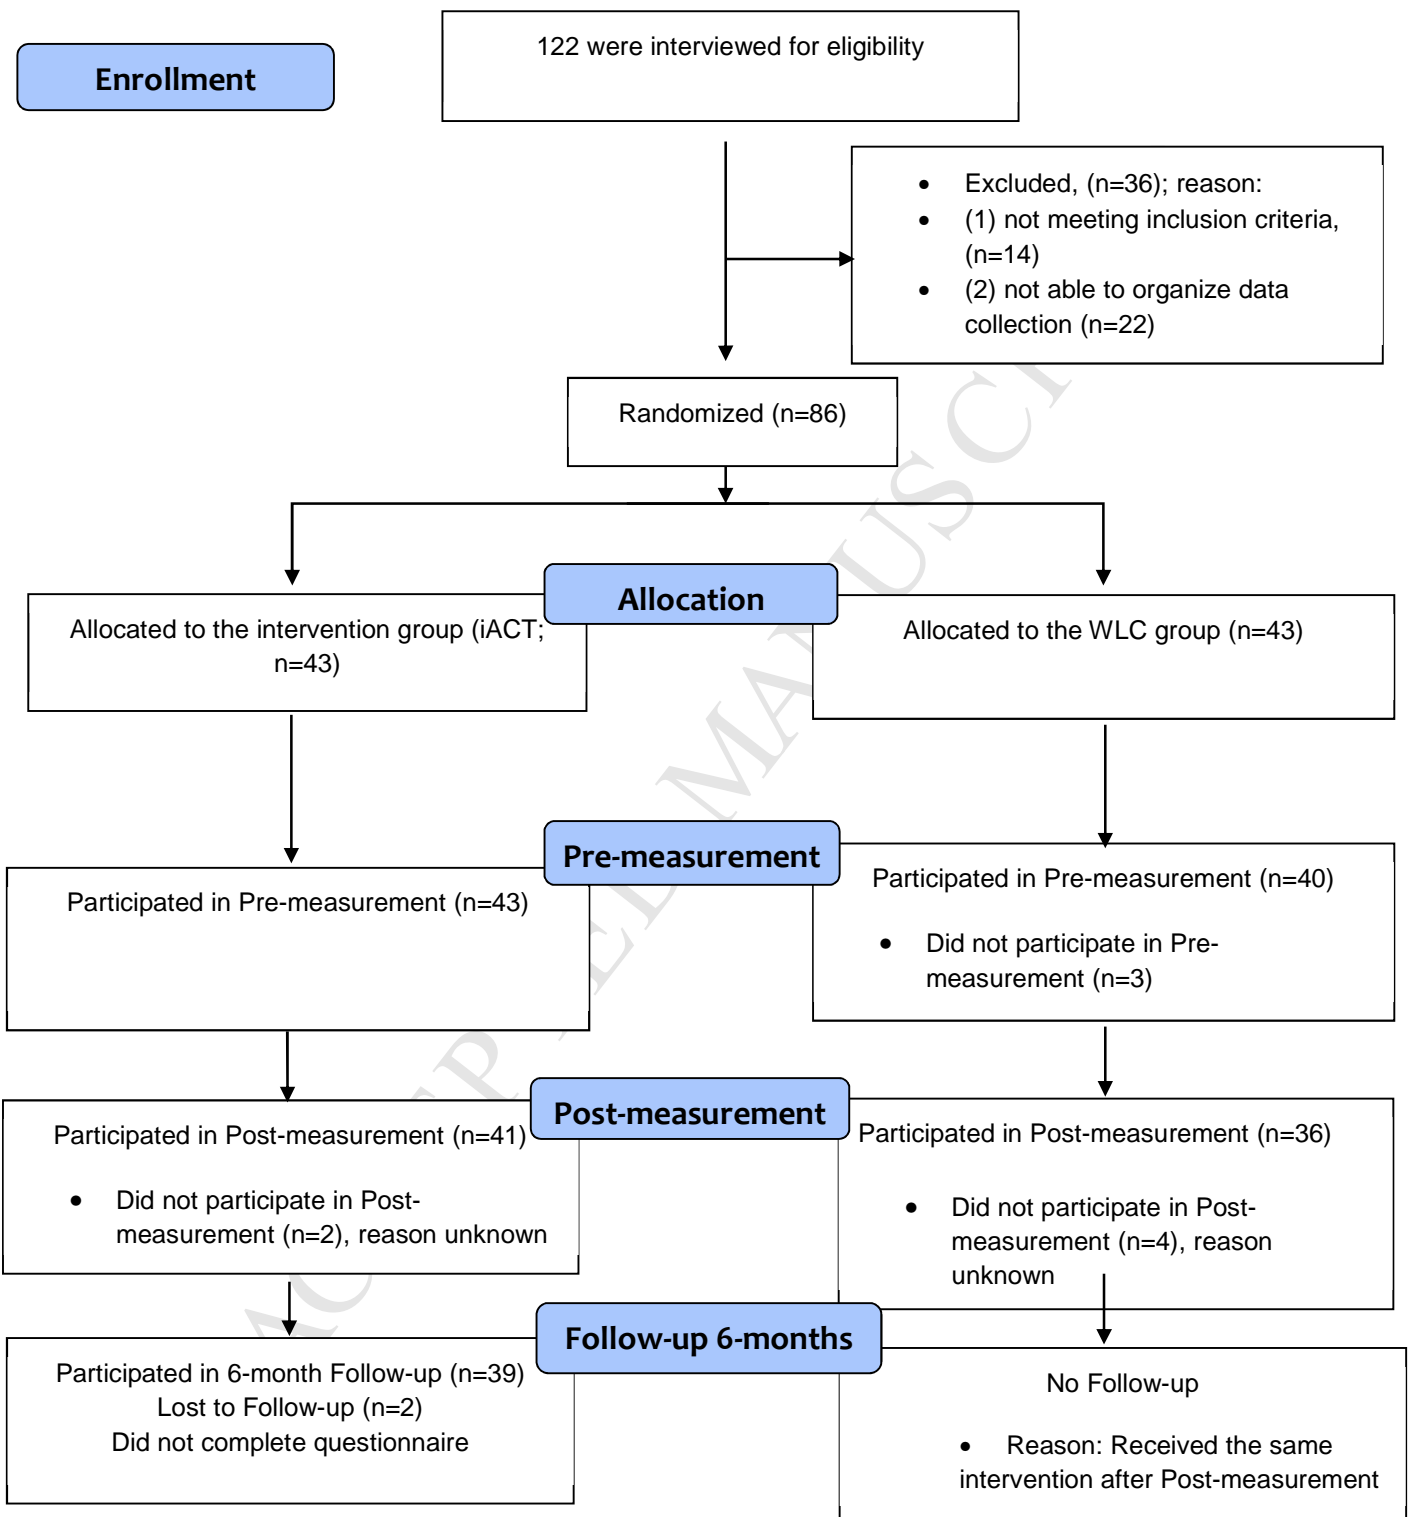 122 were interviewed for eligibility
Enrollment
• Excluded, (n=36); reason:
• (1) not meeting inclusion criteria,
(n=14)
• (2) not able to organize data
collection (n=22)
Randomized (n=86)
Allocation
Allocated to the intervention group (iACT;
n=43)
Allocated to the WLC group (n=43)
Pre-measurement
Participated in Pre-measurement (n=43)
Participated in Pre-measurement (n=40)
• Did not participate in Pre-
measurement (n=3)
Post-measurement
Participated in Post-measurement (n=41)
• Did not participate in Post-
measurement (n=2), reason unknown
Participated in Post-measurement (n=36)
• Did not participate in Post-
measurement (n=4), reason
unknown
Follow-up 6-months
Participated in 6-month Follow-up (n=39)
Lost to Follow-up (n=2)
Did not complete questionnaire
No Follow-up
• Reason: Received the same
intervention after Post-measurement